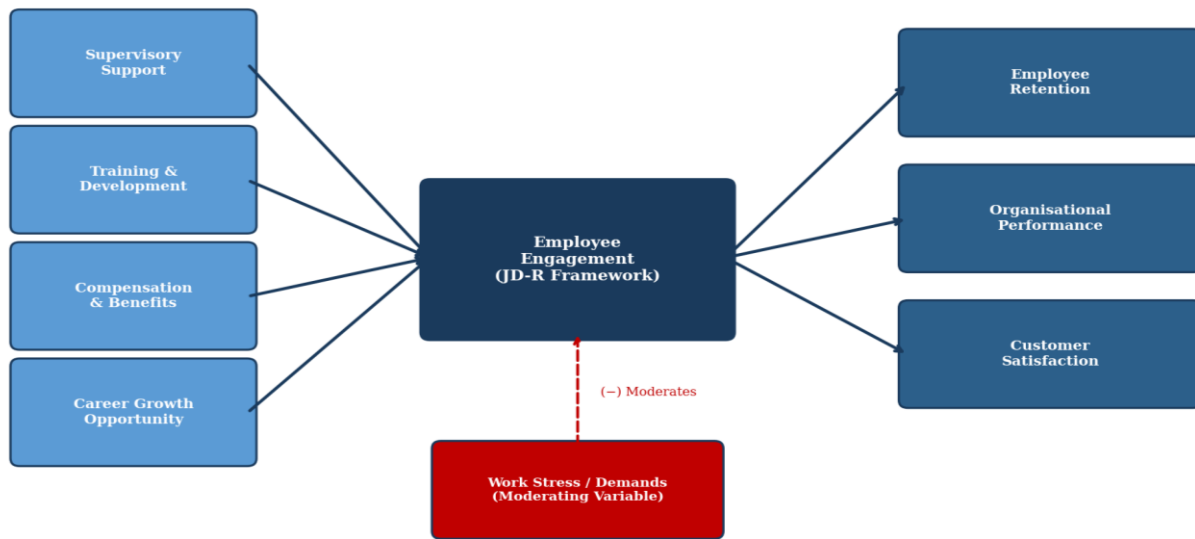 Supervisory
Support
Training &
Development
Compensation
& Benefits
Career Growth
Opportunity
Employee
Engagement
(JD-R Framework)
(−) Moderates
Work Stress / Demands
(Moderating Variable)
Employee
Retention
Organisational
Performance
Customer
Satisfaction